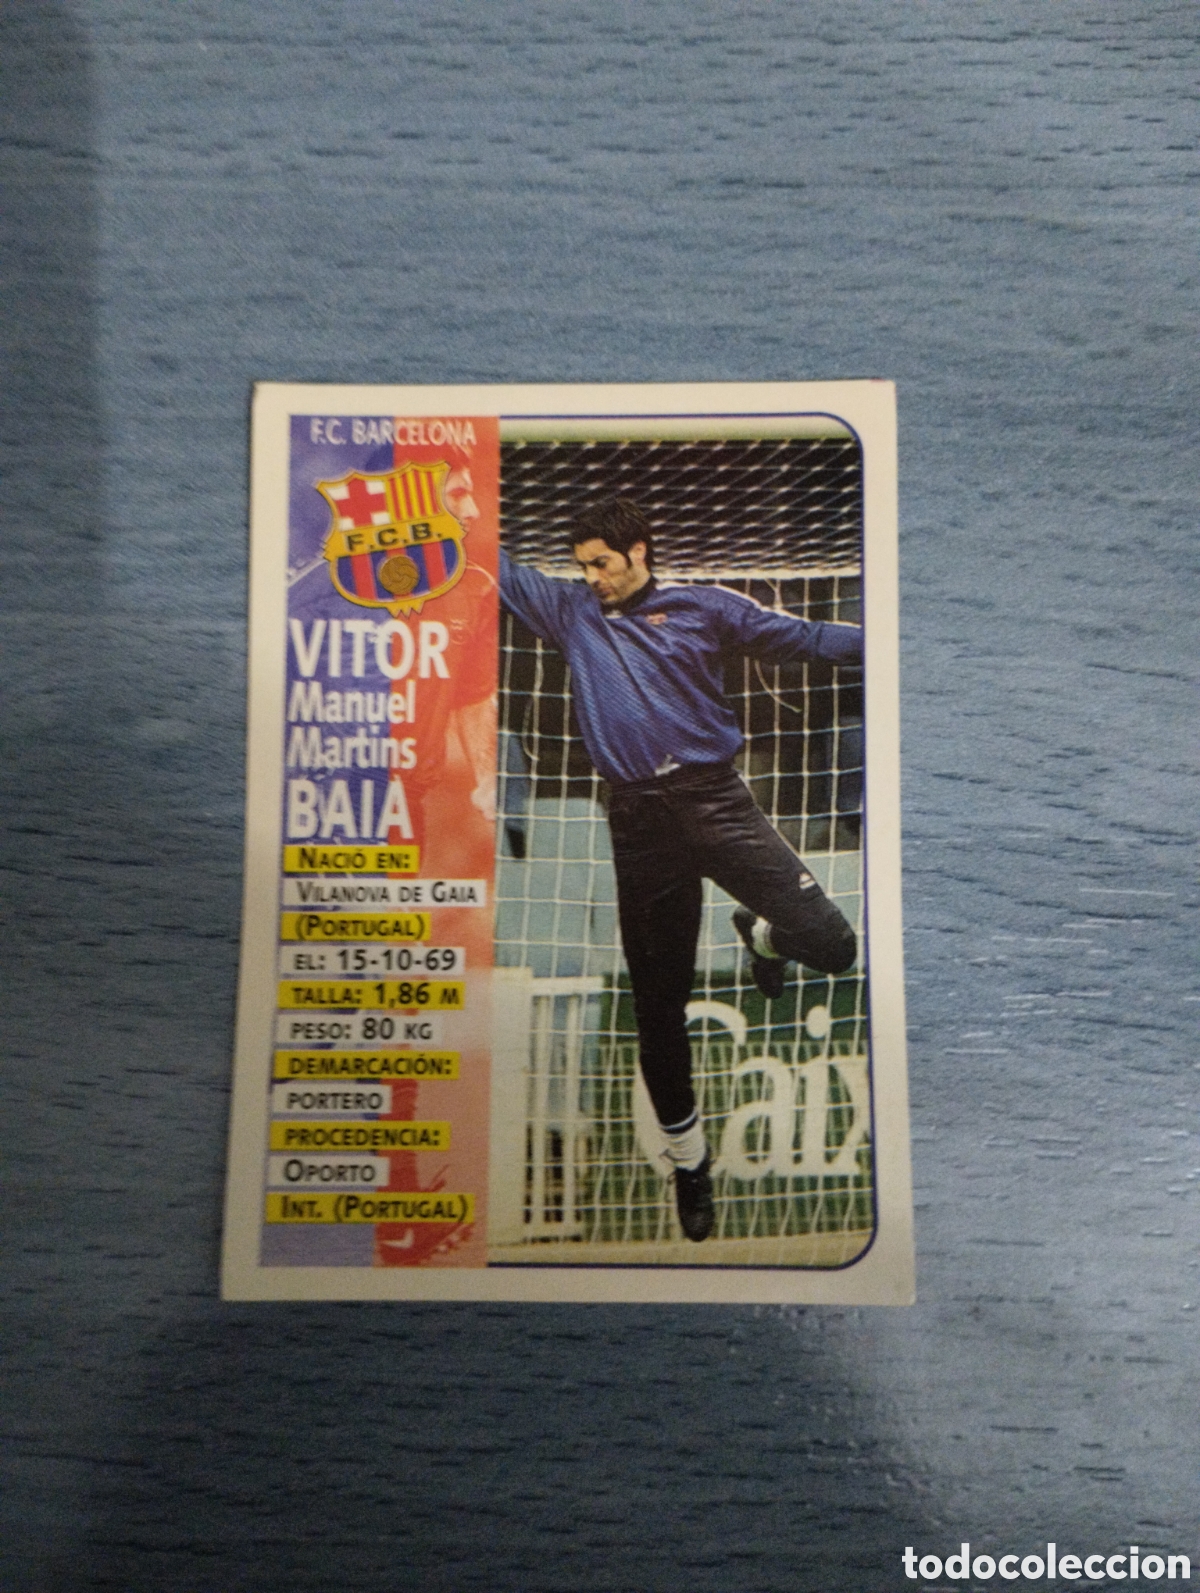 F.C. BARCELONA
F.C.B.
VITOR
Manuel
Martins
BAIA
NACIÓ EN:
VILANOVA DE GAIA
(PORTUGAL)
EL: 15-10-69
TALLA: 1,86 M
PESO: 80 KG
DEMARCACIÓN:
PORTERO
PROCEDENCIA:
OPORTO
INT. (PORTUGAL)
Caix
todocoleccion